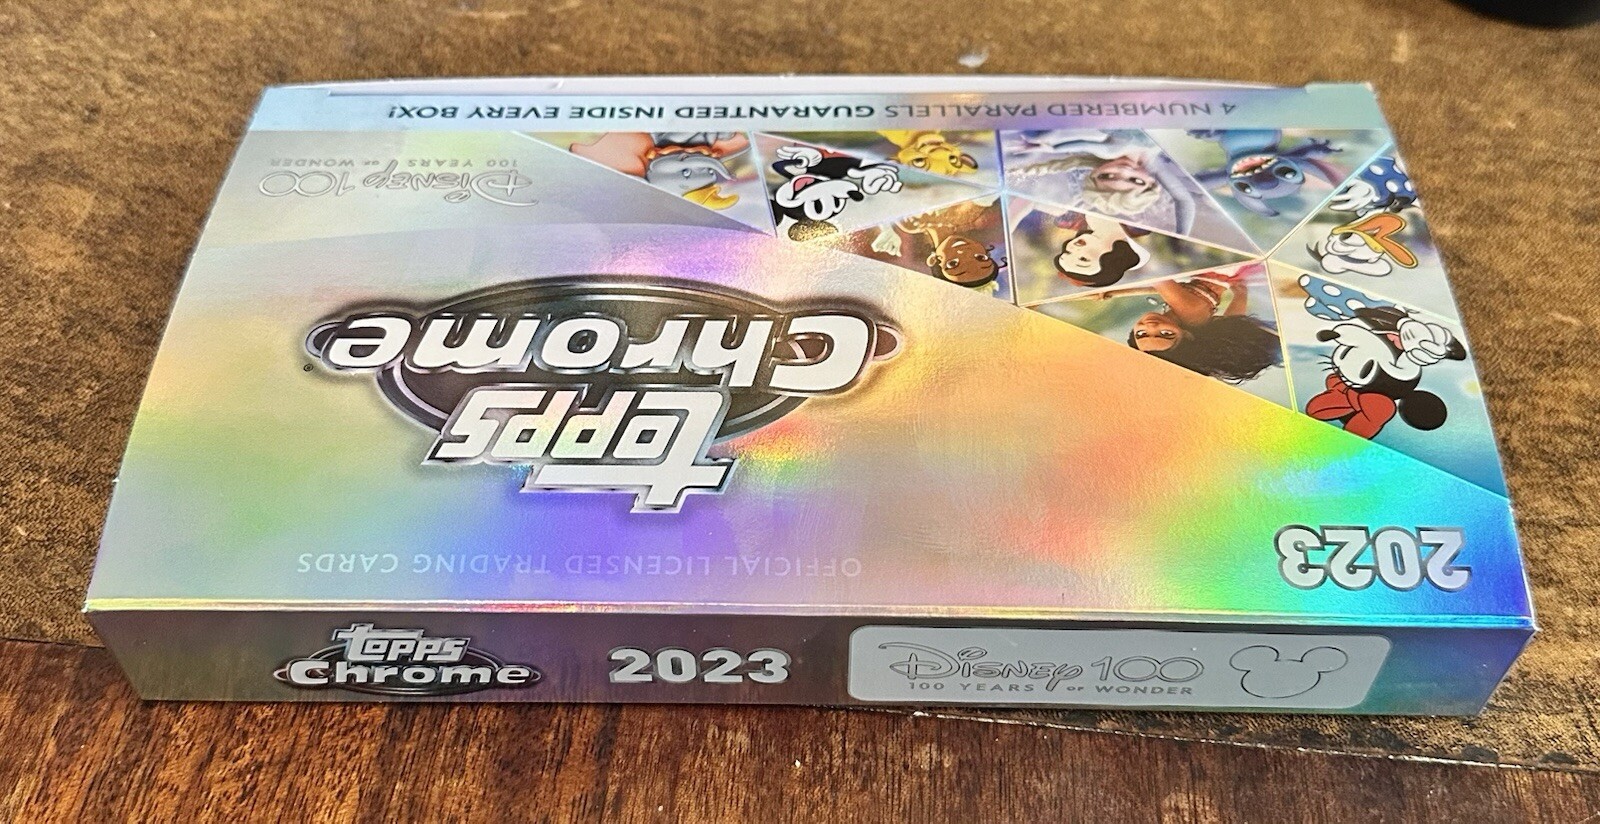 4 NUMBERED PARALLELS GUARANTEED INSIDE EVERY BOX!
DISNEY 100
100 YEARS OF WONDER
topps
Chrome®
OFFICIAL LICENSED TRADING CARDS
2023
topps
Chrome
2023
DISNEY 100
100 YEARS OF WONDER